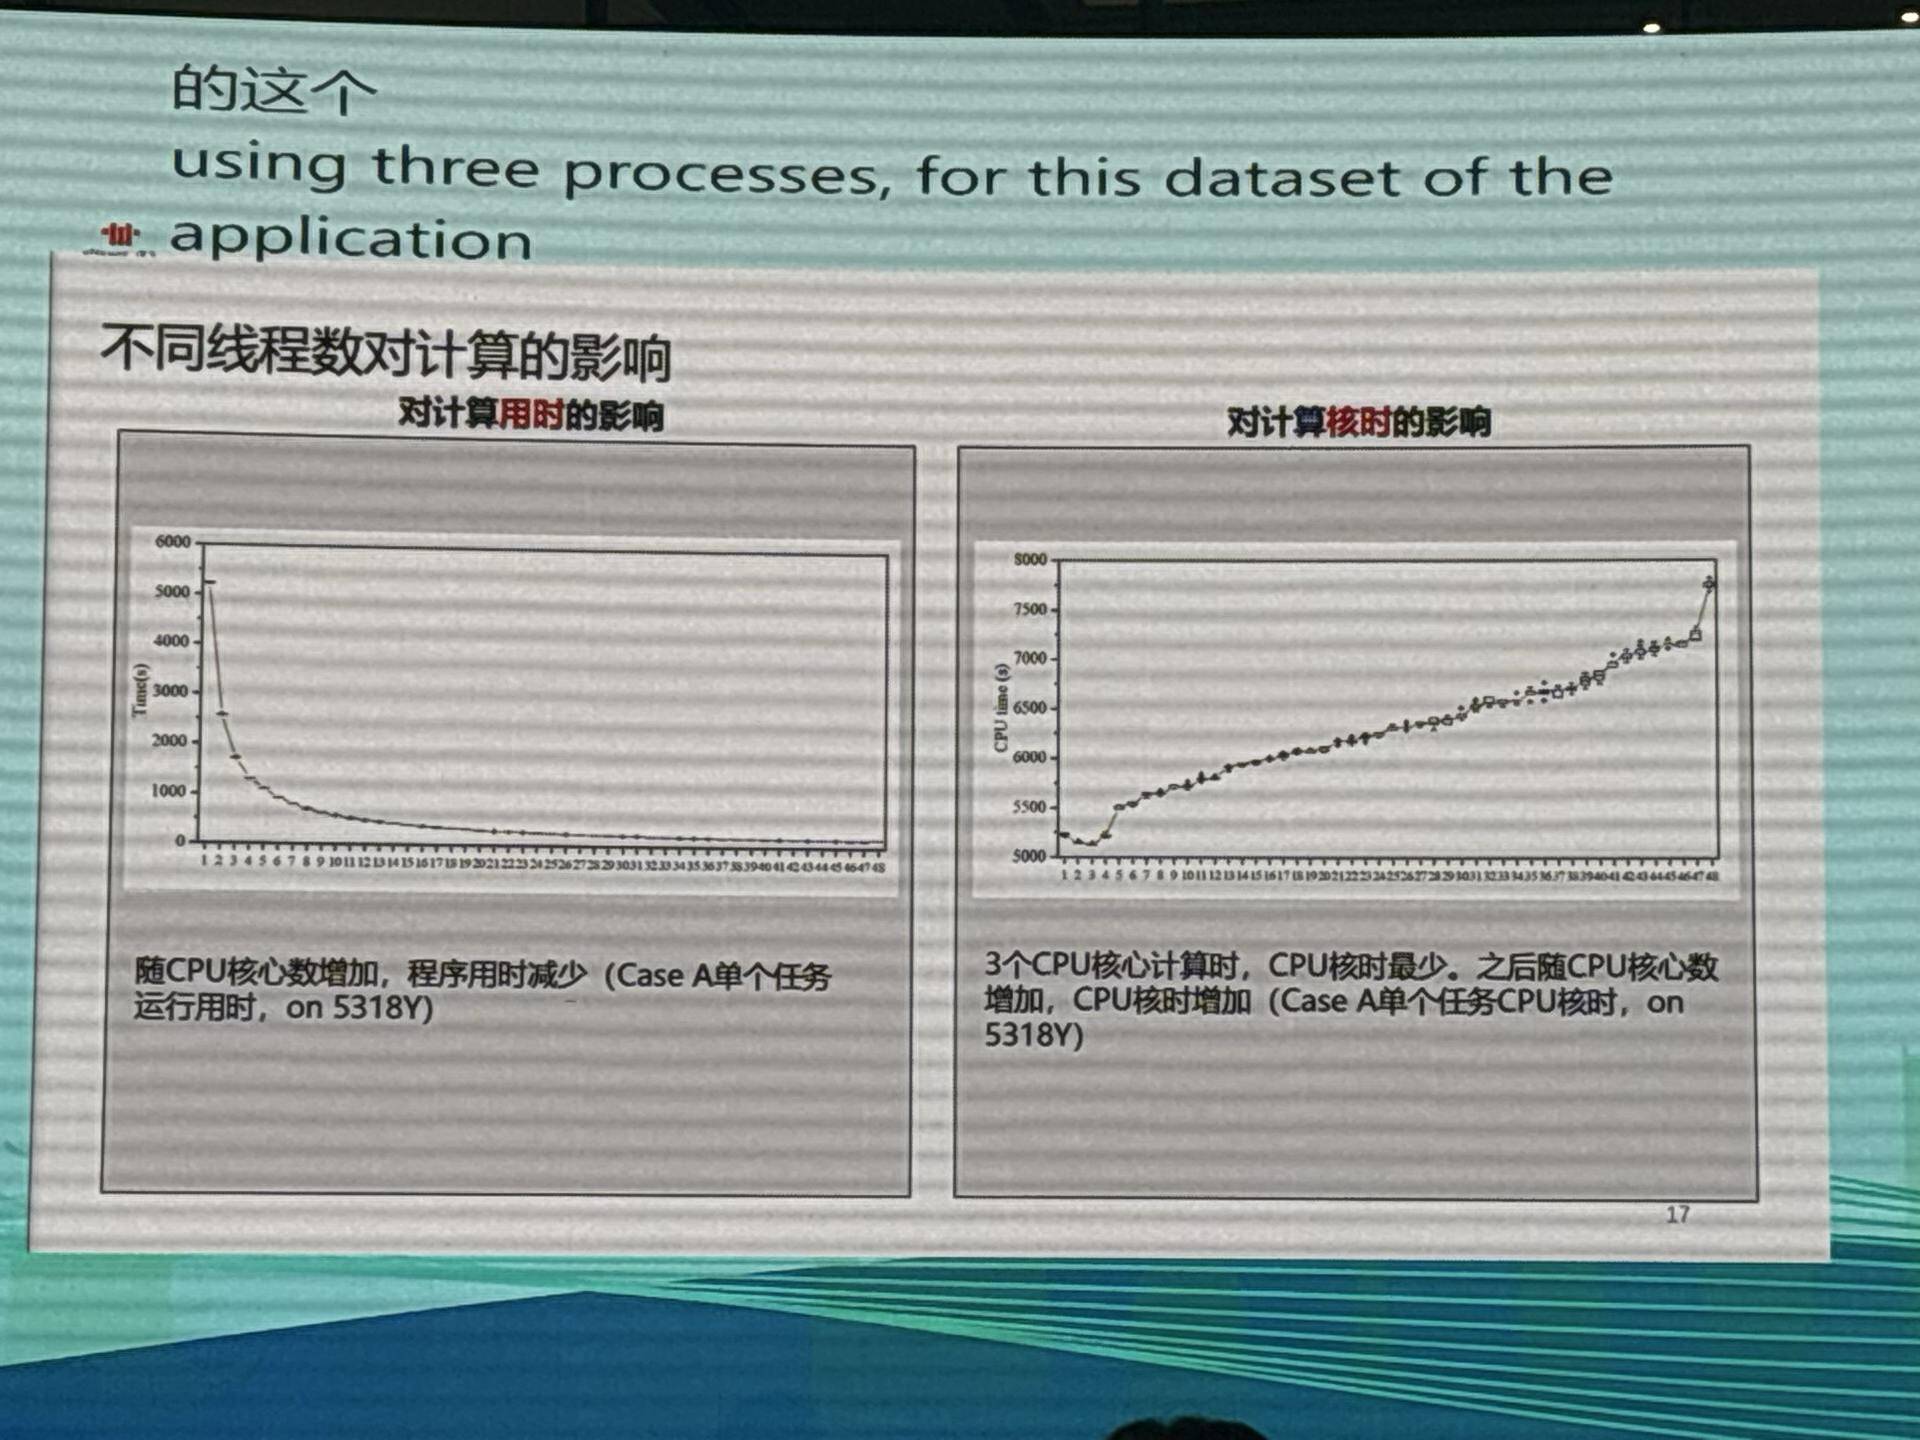 的这个
using three processes, for this dataset of the
application
不同线程数对计算的影响
对计算用时的影响
6000
5000
4000
3000
2000
1000
0
Time(s)
1 2 3 4 5 6 7 8 9 10 11 12 13 14 15 16 17 18 19 20 21 22 23 24 25 26 27 28 29 30 31 32 33 34 35 36 37 38 39 40 41 42 43 44 45 46 47 48
随CPU核心数增加，程序用时减少（Case A单个任务
运行用时，on 5318Y)
对计算核时的影响
8000
7500
7000
6500
6000
5500
5000
CPU time (s)
1 2 3 4 5 6 7 8 9 10 11 12 13 14 15 16 17 18 19 20 21 22 23 24 25 26 27 28 29 30 31 32 33 34 35 36 37 38 39 40 41 42 43 44 45 46 47 48
3个CPU核心计算时，CPU核时最少。之后随CPU核心数
增加，CPU核时增加（Case A单个任务CPU核时，on
5318Y)
17